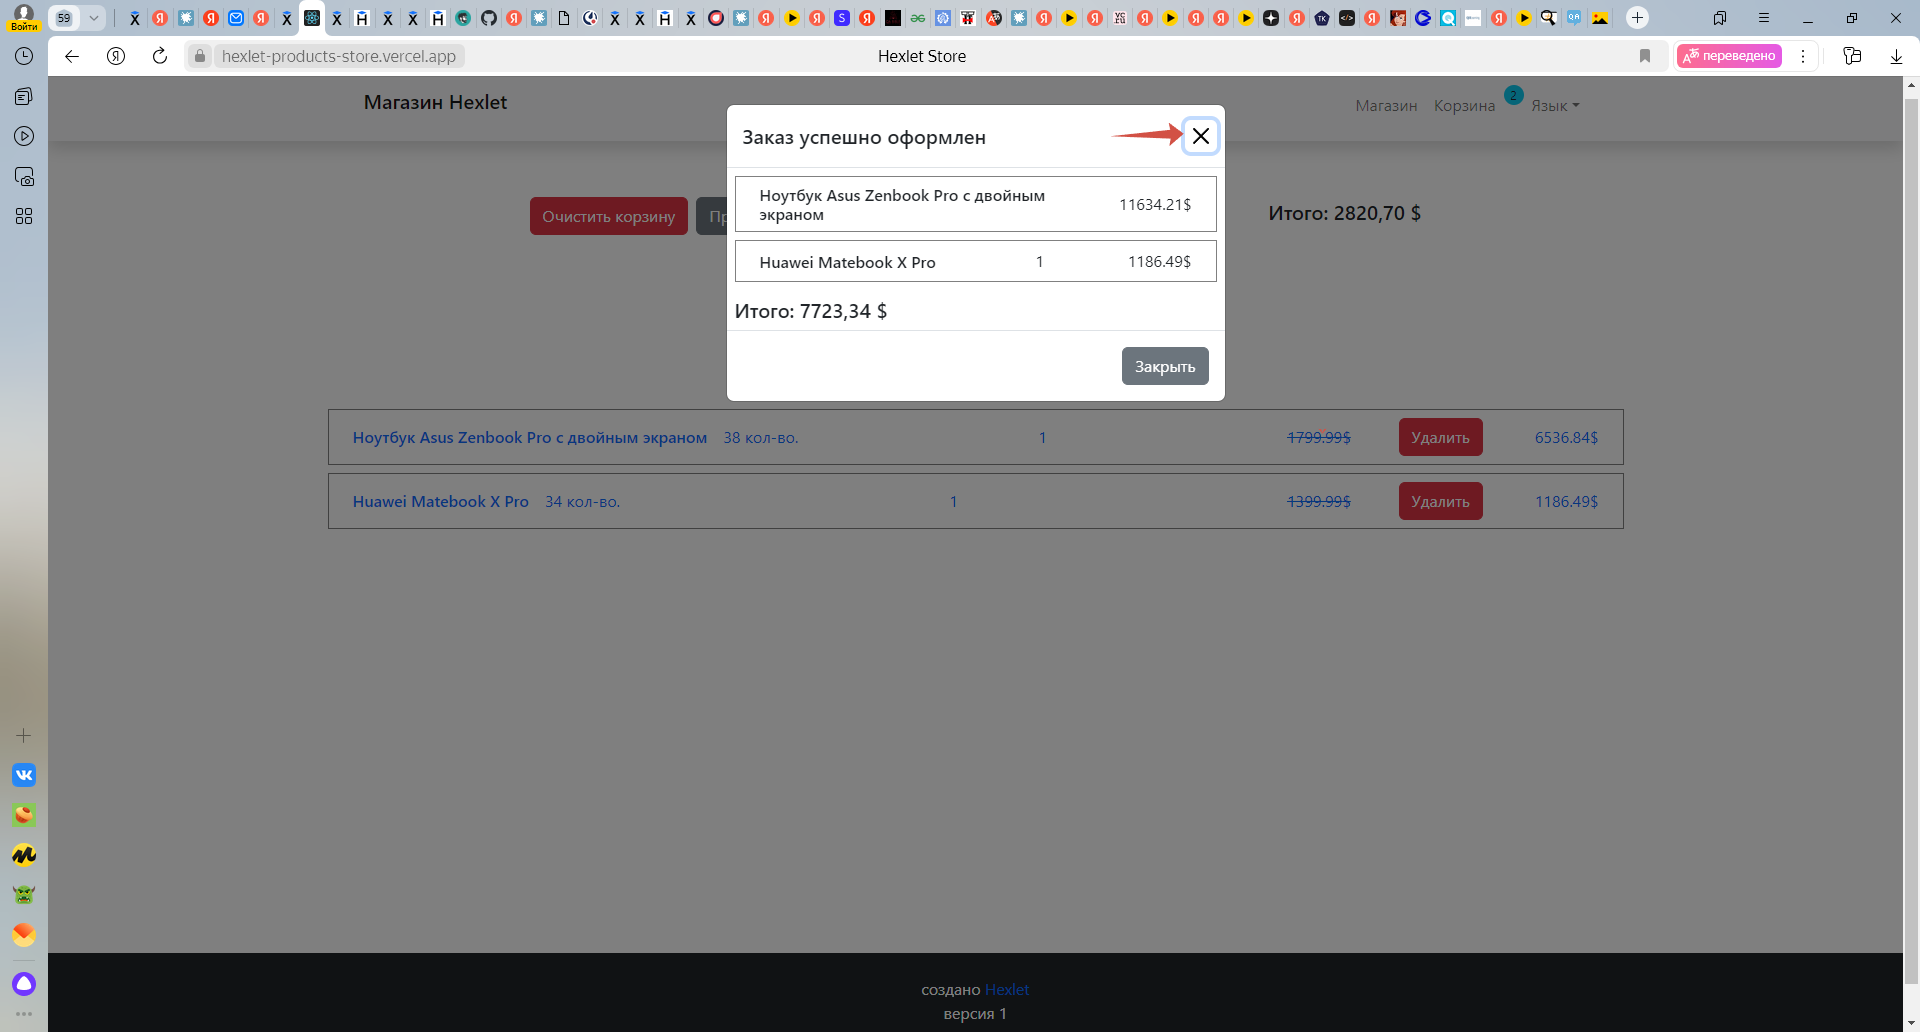 59
Войти
hexlet-products-store.vercel.app
Hexlet Store
переведено
Магазин Hexlet
Магазин
Корзина
2
Язык
Заказ успешно оформлен
Ноутбук Asus Zenbook Pro с двойным
экраном
11634.21$
Huawei Matebook X Pro
1
1186.49$
Итого: 7723,34 $
Закрыть
Очистить корзину
Пр
Итого: 2820,70 $
Ноутбук Asus Zenbook Pro с двойным экраном 38 кол-во. 1 1799.99$ Удалить 6536.84$
Huawei Matebook X Pro 34 кол-во. 1 1399.99$ Удалить 1186.49$
создано Hexlet
версия 1